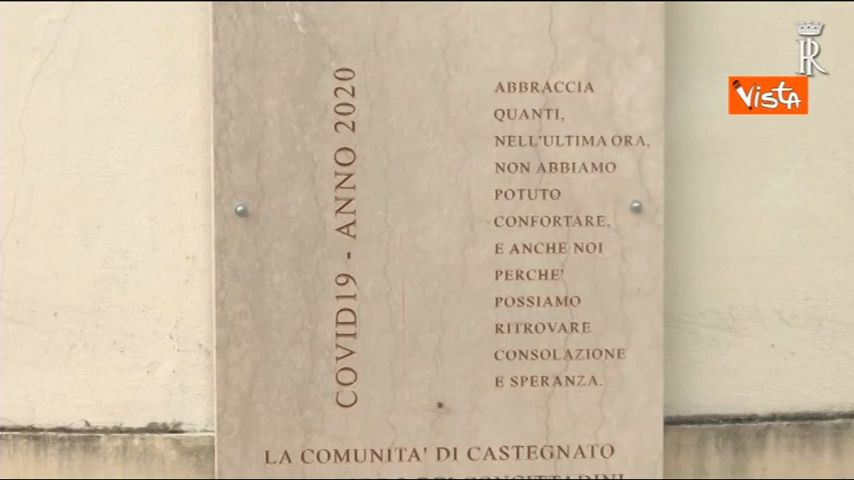 COVID19 - ANNO 2020
ABBRACCIA
QUANTI,
NELL'ULTIMA ORA,
NON ABBIAMO
POTUTO
CONFORTARE,
E ANCHE NOI
PERCHE'
POSSIAMO
RITROVARE
CONSOLAZIONE
E SPERANZA.
LA COMUNITA' DI CASTEGNATO
CONCITTADINI
VISTA